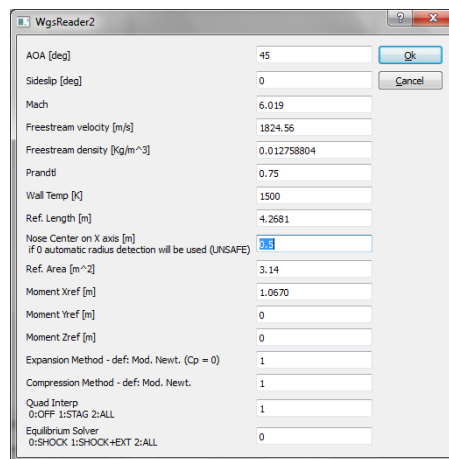 WgsReader2
AOA [deg] 45 Ok
Sideslip [deg] 0 Cancel
Mach 6.019
Freestream velocity [m/s] 1824.56
Freestream density [Kg/m^3] 0.012758804
Prandtl 0.75
Wall Temp [K] 1500
Ref. Length [m] 4.2681
Nose Center on X axis [m]
if 0 automatic radius detection will be used (UNSAFE) 0.5
Ref. Area [m^2] 3.14
Moment Xref [m] 1.0670
Moment Yref [m] 0
Moment Zref [m] 0
Expansion Method - def: Mod. Newt. (Cp = 0) 1
Compression Method - def: Mod. Newt. 1
Quad Interp
0:OFF 1:STAG 2:ALL 1
Equilibrium Solver
0:SHOCK 1:SHOCK+EXT 2:ALL 0